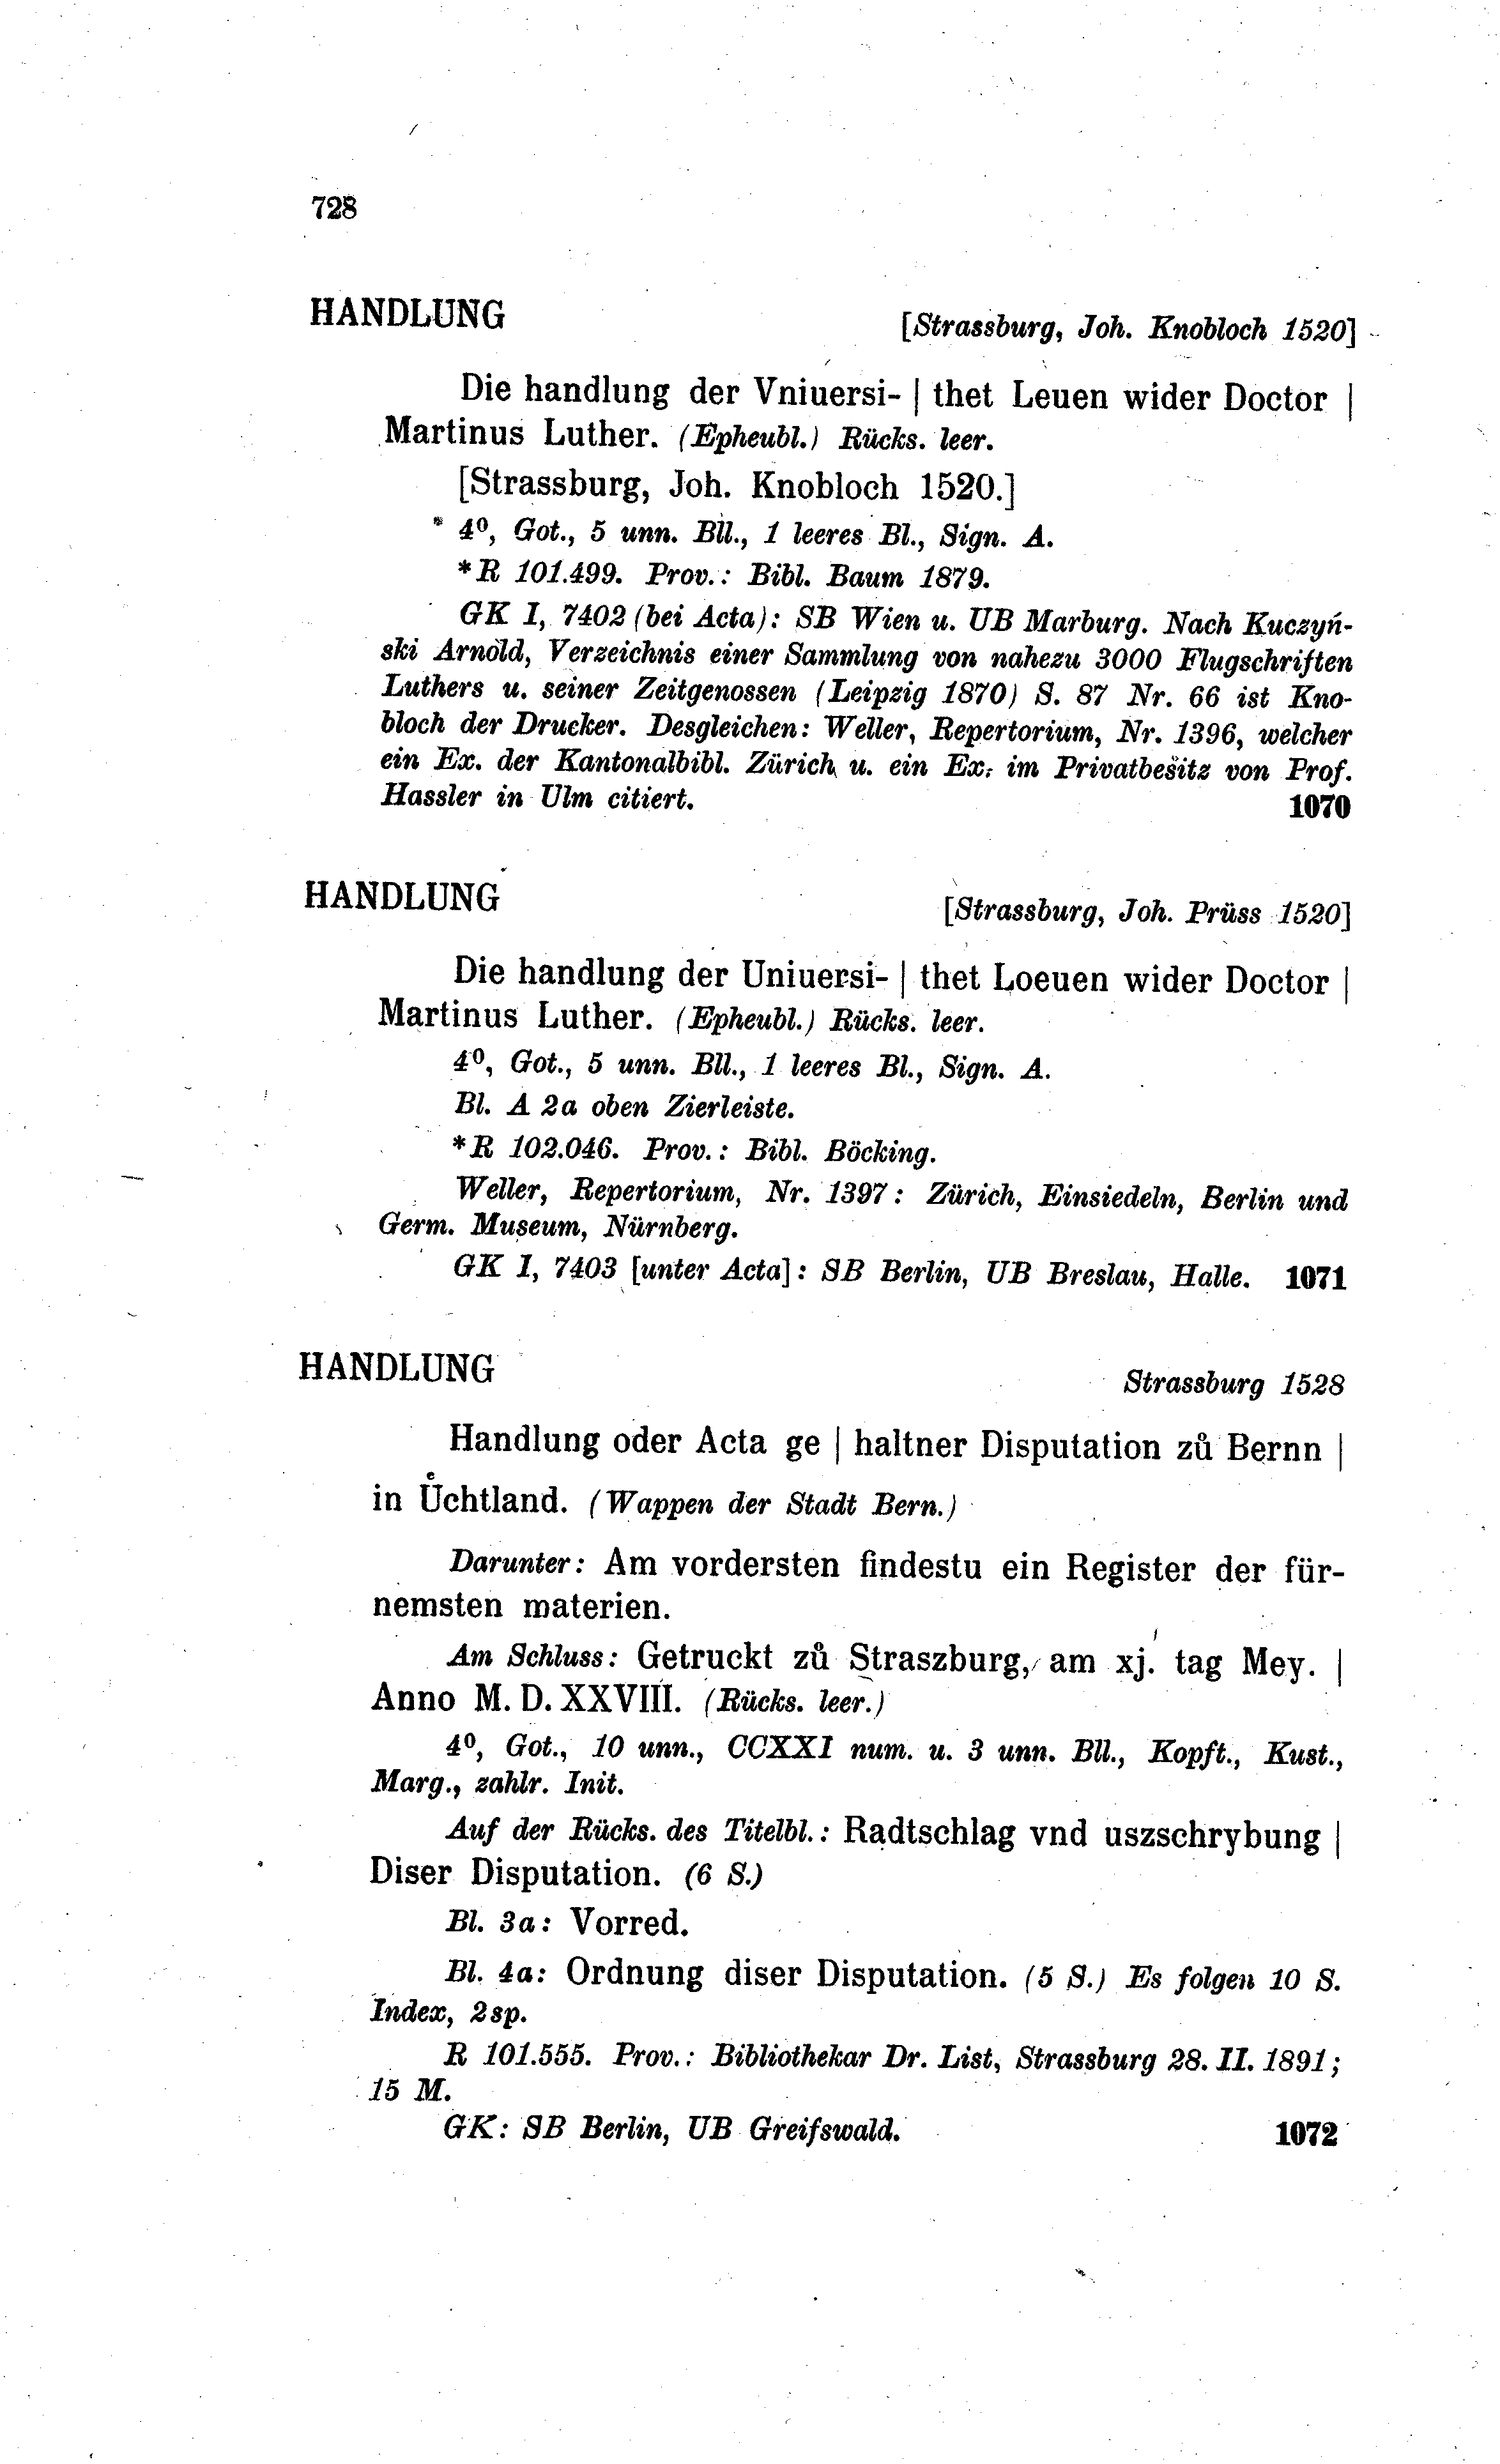 728
HANDLUNG
[Strassburg, Joh. Knobloch 1520]
Die handlung der Vniuersi- | thet Leuen wider Doctor |
Martinus Luther. (Epheubl.) Rücks. leer.
[Strassburg, Joh. Knobloch 1520.]
* 4⁰, Got., 5 unn. Bll., 1 leeres Bl., Sign. A.
*R 101.499. Prov.: Bibl. Baum 1879.
GK I, 7402 (bei Acta): SB Wien u. UB Marburg. Nach Kuczyń-
ski Arnold, Verzeichnis einer Sammlung von nahezu 3000 Flugschriften
Luthers u. seiner Zeitgenossen (Leipzig 1870) S. 87 Nr. 66 ist Kno-
bloch der Drucker. Desgleichen: Weller, Repertorium, Nr. 1396, welcher
ein Ex. der Kantonalbibl. Zürich u. ein Ex. im Privatbesitz von Prof.
Hassler in Ulm citiert. 1070
HANDLUNG
[Strassburg, Joh. Prüss 1520]
Die handlung der Uniuersi- | thet Loeuen wider Doctor |
Martinus Luther. (Epheubl.) Rücks. leer.
4⁰, Got., 5 unn. Bll., 1 leeres Bl., Sign. A.
Bl. A 2a oben Zierleiste.
*R 102.046. Prov.: Bibl. Böcking.
Weller, Repertorium, Nr. 1397: Zürich, Einsiedeln, Berlin und
Germ. Museum, Nürnberg.
GK I, 7403 [unter Acta]: SB Berlin, UB Breslau, Halle. 1071
HANDLUNG
Strassburg 1528
Handlung oder Acta ge | haltner Disputation zů Bernn |
in Uͤchtland. (Wappen der Stadt Bern.)
Darunter: Am vordersten findestu ein Register der für-
nemsten materien.
Am Schluss: Getruckt zů Straszburg, am xj. tag Mey. |
Anno M. D. XXVIII. (Rücks. leer.)
4⁰, Got., 10 unn., CCXXI num. u. 3 unn. Bll., Kopft., Kust.,
Marg., zahlr. Init.
Auf der Rücks. des Titelbl.: Radtschlag vnd uszschrybung |
Diser Disputation. (6 S.)
Bl. 3a: Vorred.
Bl. 4a: Ordnung diser Disputation. (5 S.) Es folgen 10 S.
Index, 2sp.
R 101.555. Prov.: Bibliothekar Dr. List, Strassburg 28. II. 1891;
15 M.
GK: SB Berlin, UB Greifswald. 1072